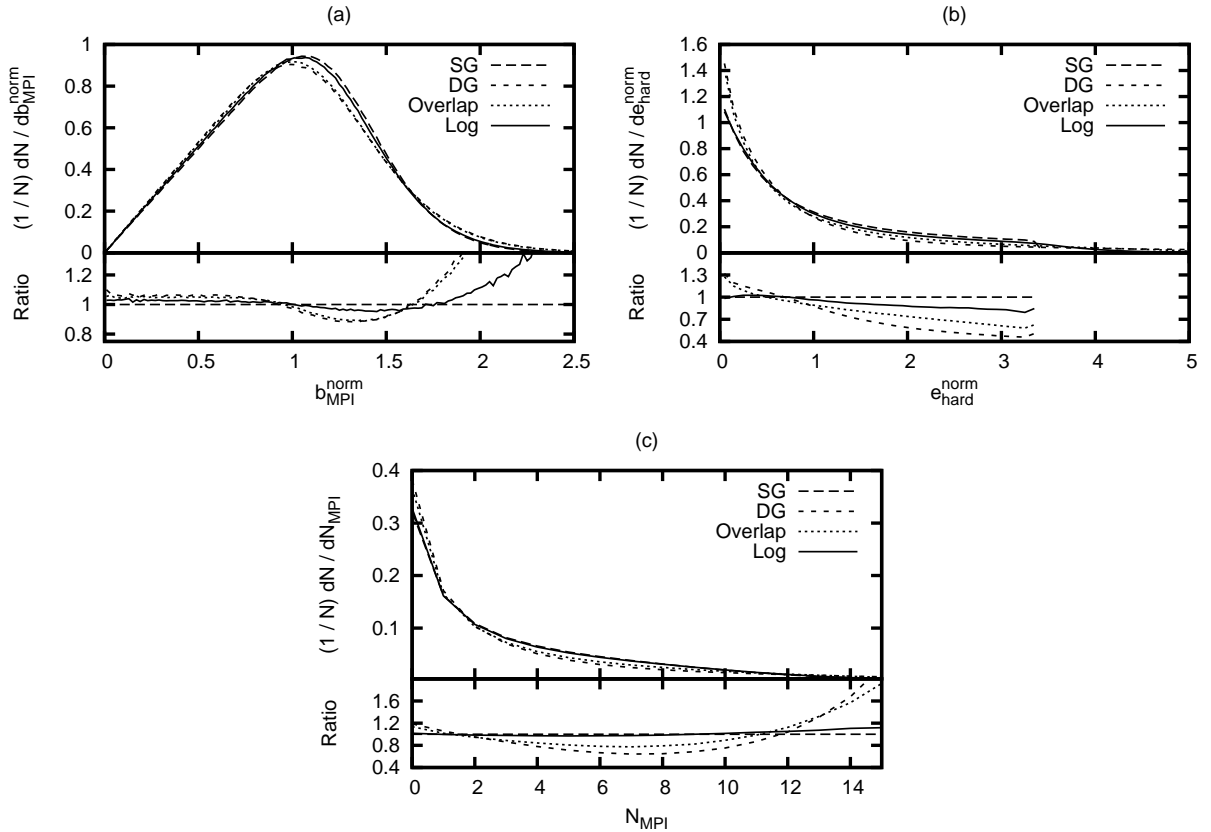 (a)
(1 / N) dN / db^norm_MPI
1
0.8
0.6
0.4
0.2
0
SG
DG
Overlap
Log
Ratio
1.2
1
0.8
0 0.5 1 1.5 2 2.5
b^norm_MPI
(b)
(1 / N) dN / de^norm_hard
1.6
1.4
1.2
1
0.8
0.6
0.4
0.2
0
SG
DG
Overlap
Log
Ratio
1.3
1
0.7
0.4
0 1 2 3 4 5
e^norm_hard
(c)
(1 / N) dN / dN_MPI
0.4
0.3
0.2
0.1
SG
DG
Overlap
Log
Ratio
1.6
1.2
0.8
0.4
0 2 4 6 8 10 12 14
N_MPI